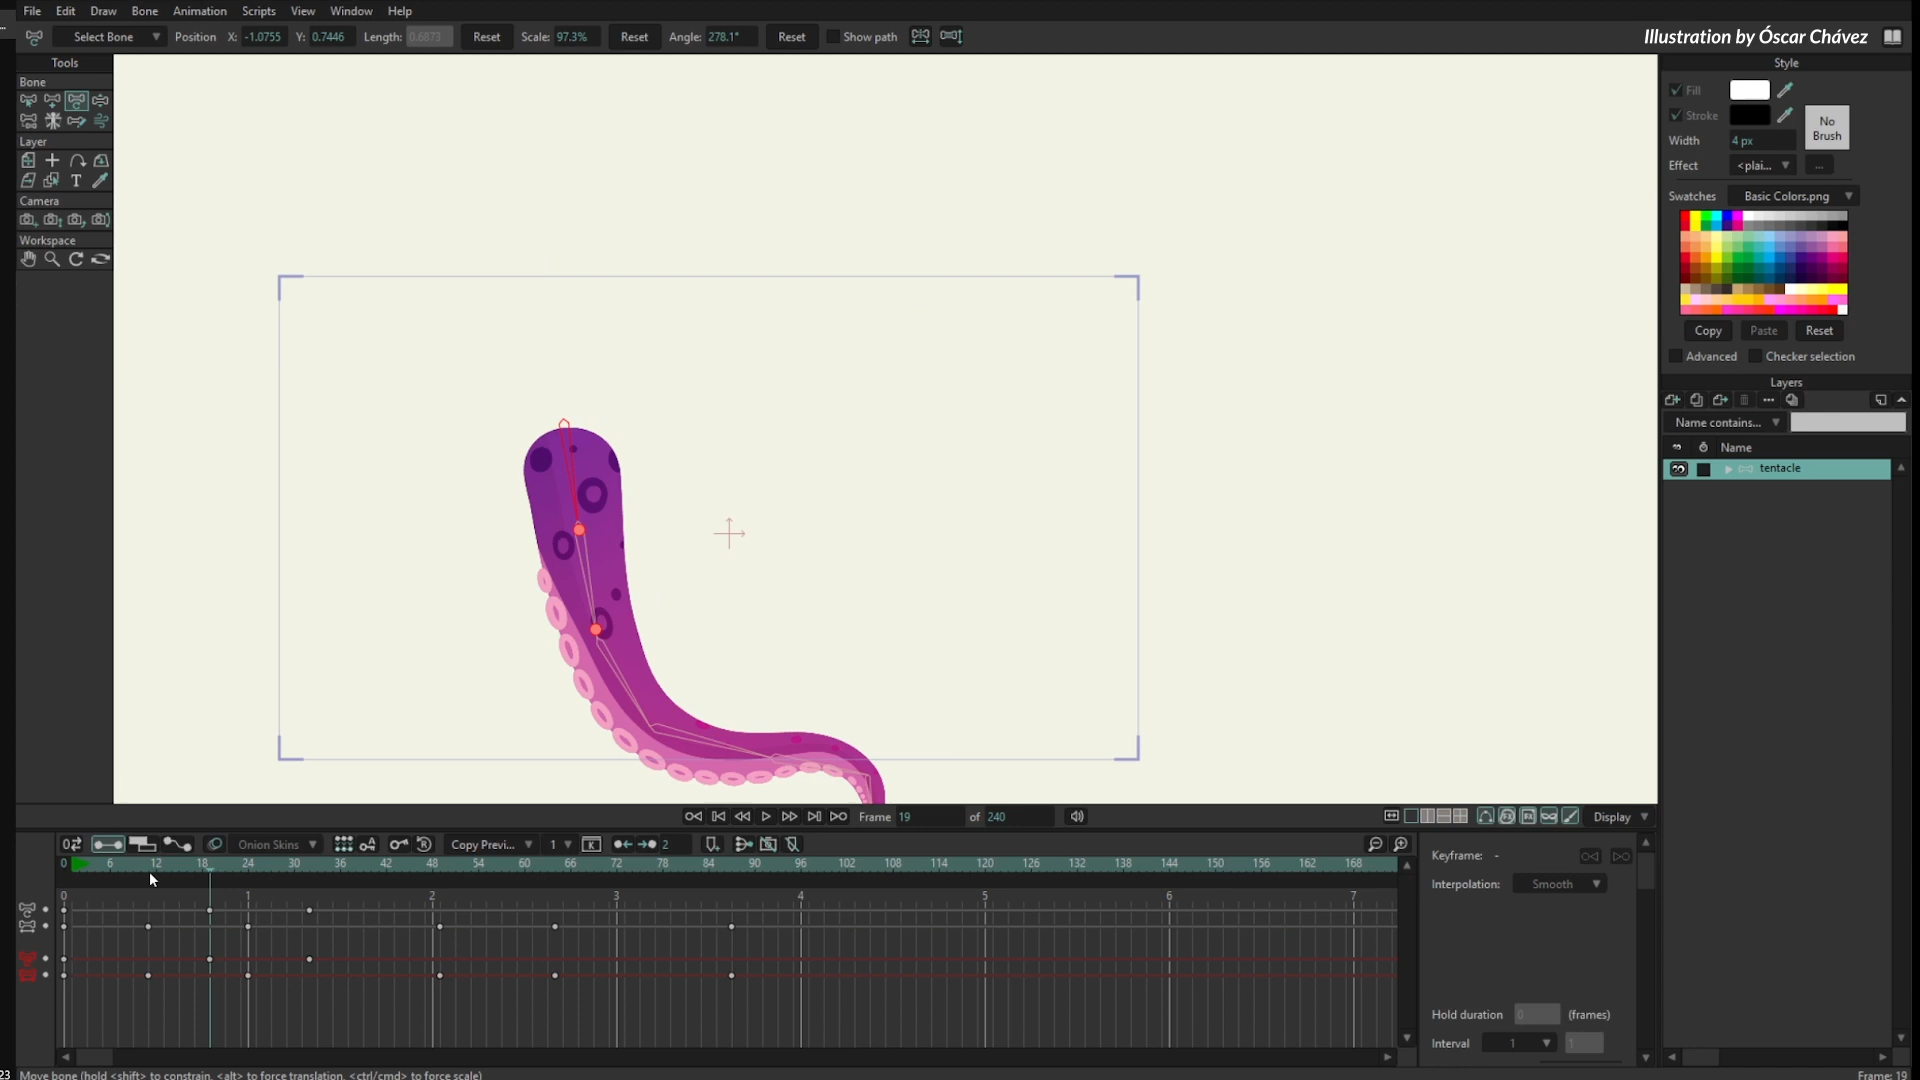 File Edit Draw Bone Animation Scripts View Window Help
Select Bone Position X: -1.0755 Y: 0.7446 Length: 0.6873 Reset Scale: 97.3% Reset Angle: 278.1° Reset Show path
Illustration by Óscar Chávez
Tools
Bone
Layer
T
Camera
Workspace
Style
Fill
Stroke
No
Brush
Width 4 px
Effect <plai... ...
Swatches Basic Colors.png
Copy Paste Reset
Advanced Checker selection
Layers
Name contains...
Name
tentacle
Frame 19 of 240
Display
Onion Skins Copy Previ... 1 2
0 6 12 18 24 30 36 42 48 54 60 66 72 78 84 90 96 102 108 114 120 126 132 138 144 150 156 162 168
0 1 2 3 4 5 6 7
Keyframe: -
Interpolation: Smooth
Hold duration 0 (frames)
Interval 1 1
23 Move bone (hold <shift> to constrain, <alt> to force translation, <ctrl/cmd> to force scale)
Frame: 19